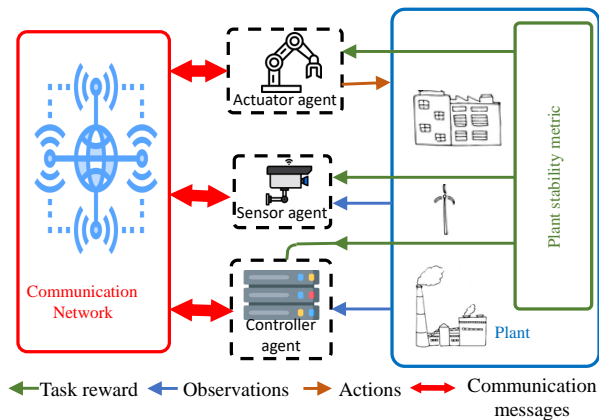 Actuator agent
Sensor agent
Controller
agent
Communication
Network
Plant stability metric
Plant
Task reward
Observations
Actions
Communication
messages